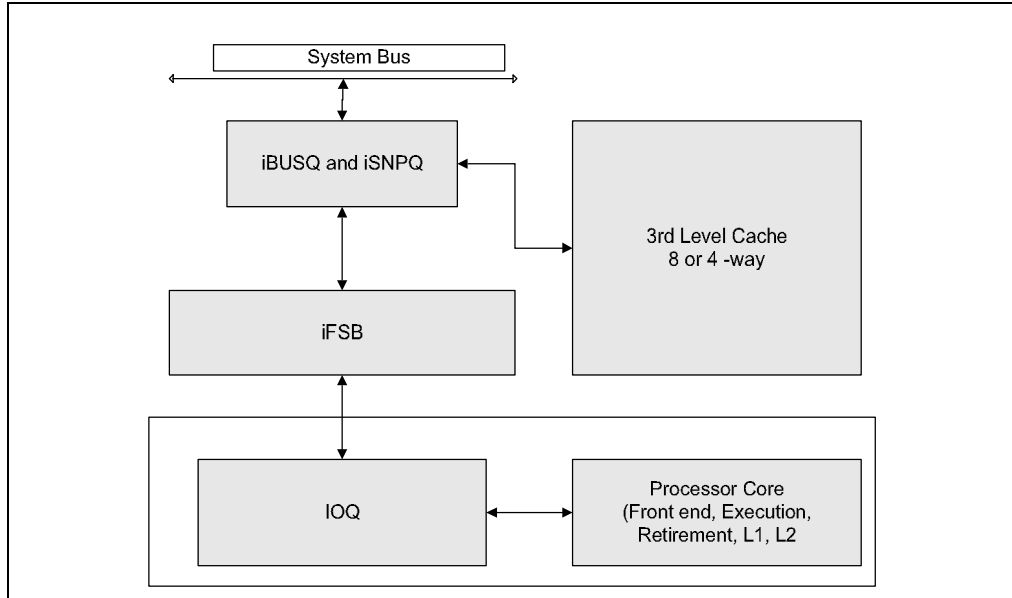 System Bus
iBUSQ and iSNPQ
3rd Level Cache
8 or 4 -way
iFSB
IOQ
Processor Core
(Front end, Execution,
Retirement, L1, L2